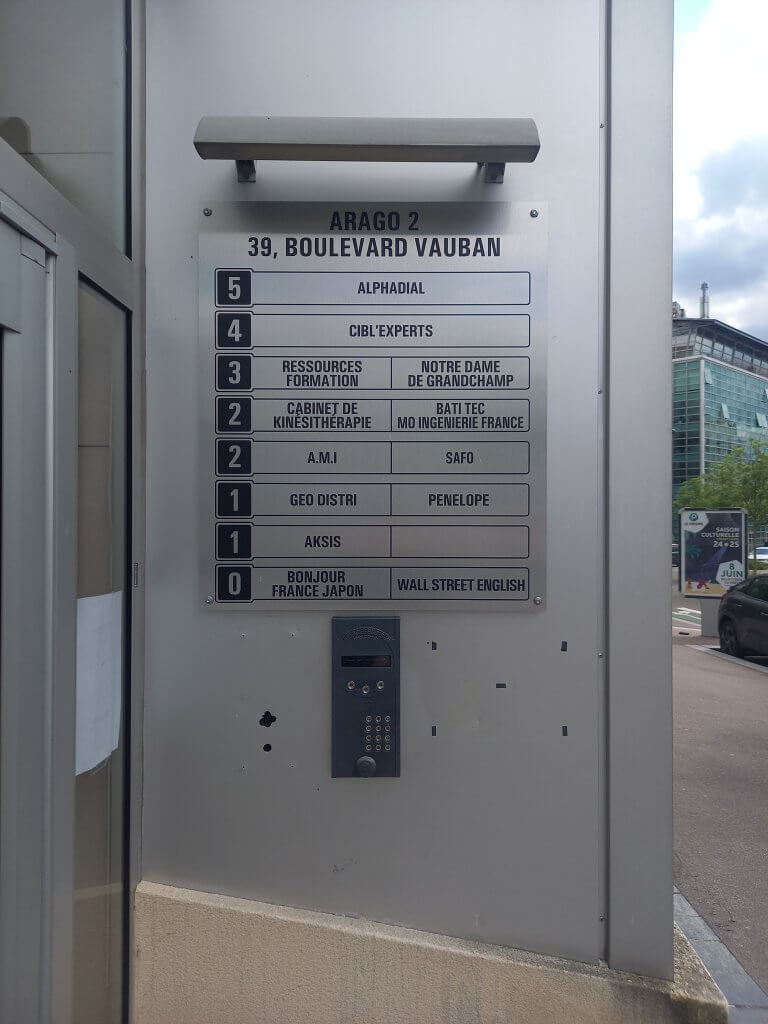 ARAGO 2
39, BOULEVARD VAUBAN
5 ALPHADIAL
4 CIBL'EXPERTS
3 RESSOURCES FORMATION NOTRE DAME DE GRANDCHAMP
2 CABINET DE KINÉSITHÉRAPIE BATI TEC MO INGENIERIE FRANCE
2 A.M.I SAFO
1 GEO DISTRI PENELOPE
1 AKSIS
0 BONJOUR FRANCE JAPON WALL STREET ENGLISH
SAISON
CULTURELLE
24 25
8
JUIN